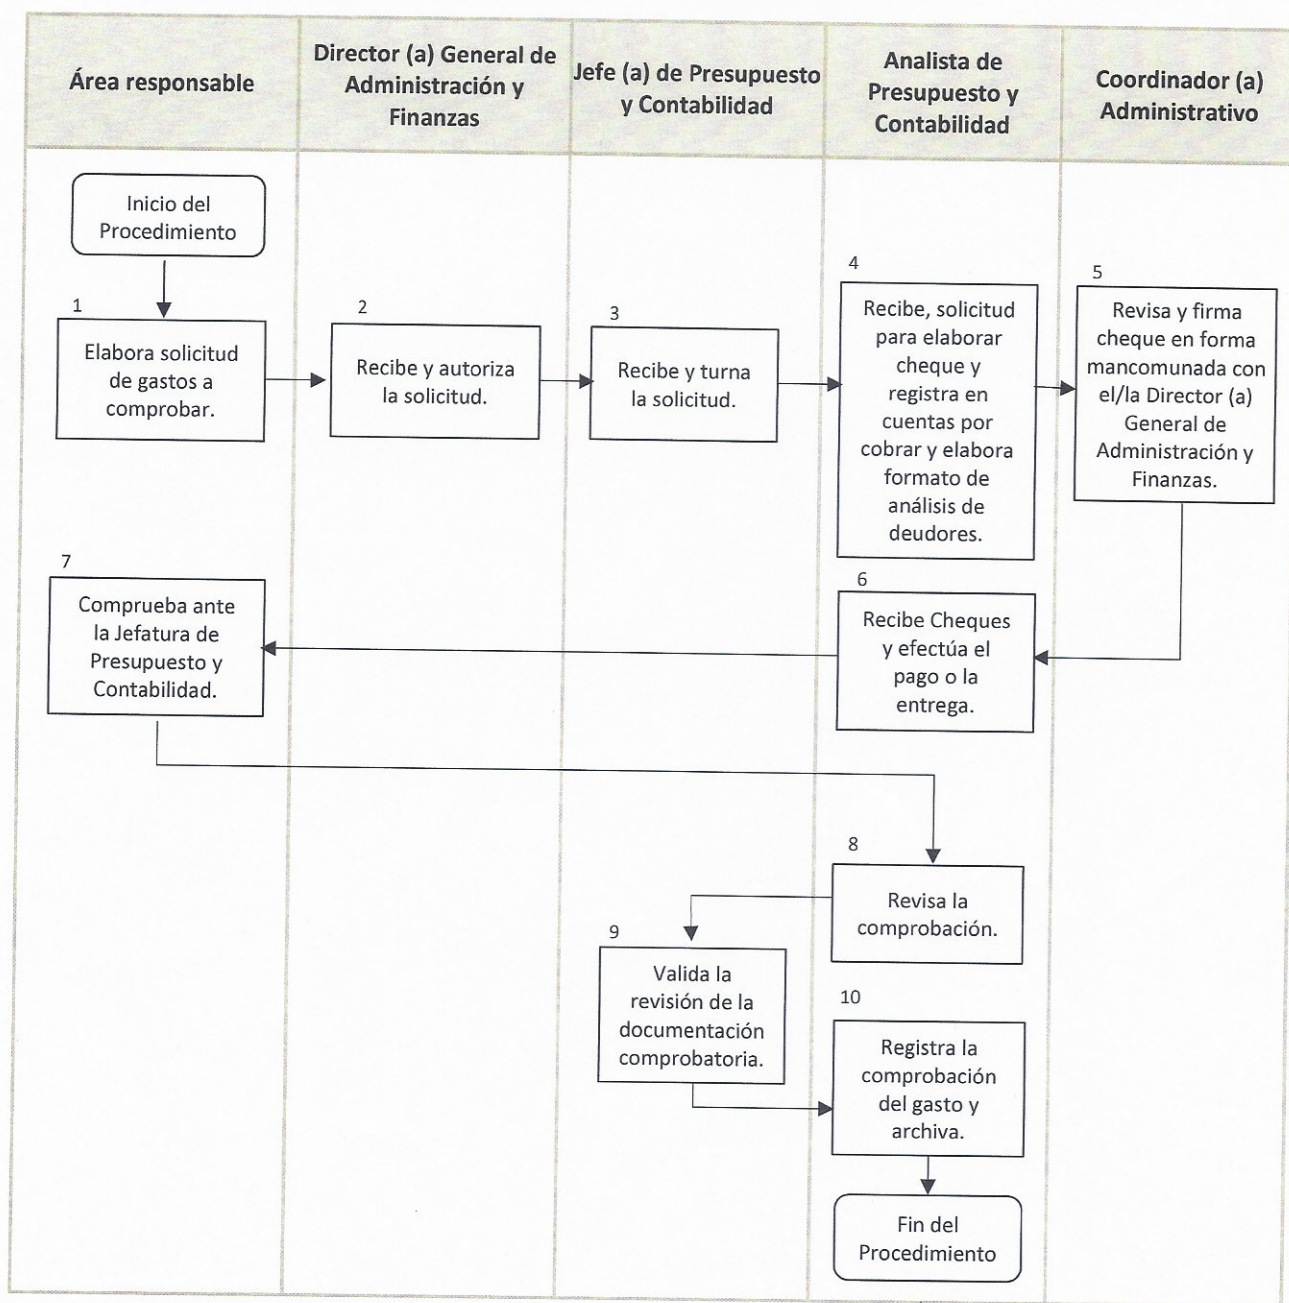 Área responsable
Director (a) General de
Administración y
Finanzas
Jefe (a) de Presupuesto
y Contabilidad
Analista de
Presupuesto y
Contabilidad
Coordinador (a)
Administrativo
Inicio del
Procedimiento
1
Elabora solicitud
de gastos a
comprobar.
2
Recibe y autoriza
la solicitud.
3
Recibe y turna
la solicitud.
4
Recibe, solicitud
para elaborar
cheque y
registra en
cuentas por
cobrar y elabora
formato de
análisis de
deudores.
5
Revisa y firma
cheque en forma
mancomunada con
el/la Director (a)
General de
Administración y
Finanzas.
6
Recibe Cheques
y efectúa el
pago o la
entrega.
7
Comprueba ante
la Jefatura de
Presupuesto y
Contabilidad.
8
Revisa la
comprobación.
9
Valida la
revisión de la
documentación
comprobatoria.
10
Registra la
comprobación
del gasto y
archiva.
Fin del
Procedimiento